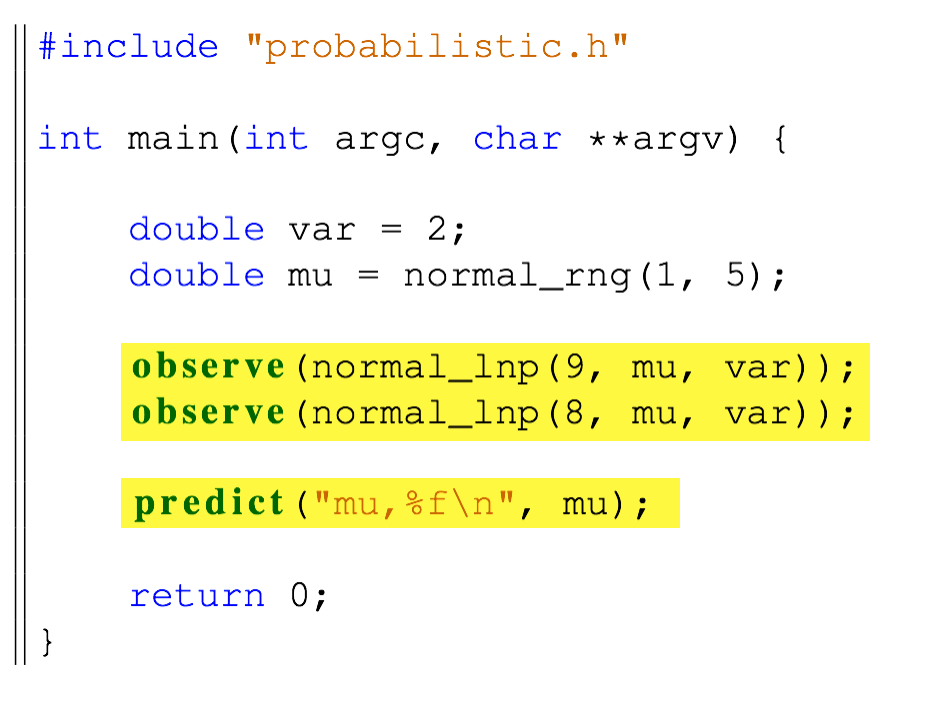 #include "probabilistic.h"
int main(int argc, char **argv) {
double var = 2;
double mu = normal_rng(1, 5);
observe(normal_lnp(9, mu, var));
observe(normal_lnp(8, mu, var));
predict("mu,%f\n", mu);
return 0;
}